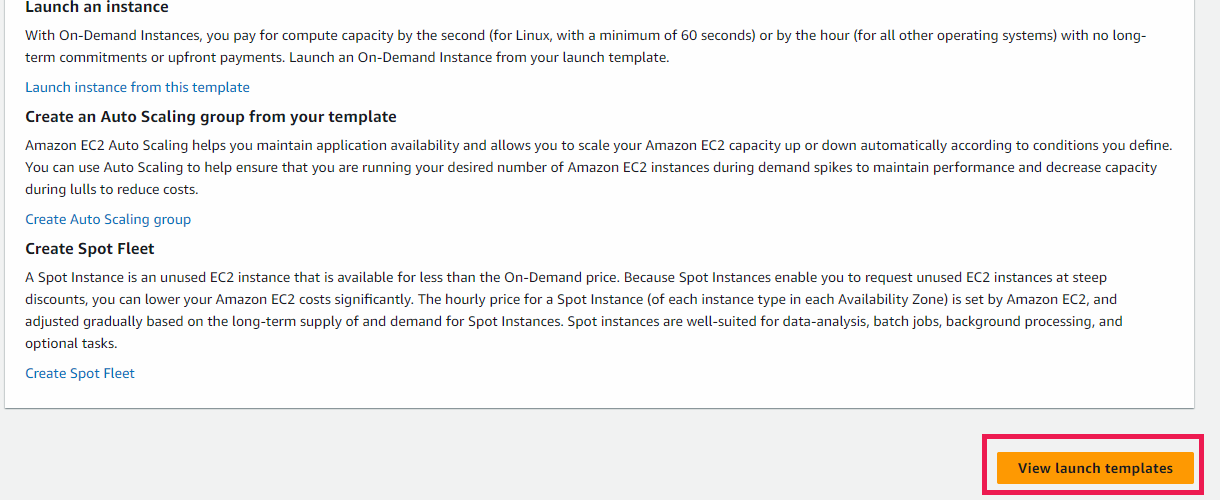 Launch an instance
With On-Demand Instances, you pay for compute capacity by the second (for Linux, with a minimum of 60 seconds) or by the hour (for all other operating systems) with no long-
term commitments or upfront payments. Launch an On-Demand Instance from your launch template.
Launch instance from this template
Create an Auto Scaling group from your template
Amazon EC2 Auto Scaling helps you maintain application availability and allows you to scale your Amazon EC2 capacity up or down automatically according to conditions you define.
You can use Auto Scaling to help ensure that you are running your desired number of Amazon EC2 instances during demand spikes to maintain performance and decrease capacity
during lulls to reduce costs.
Create Auto Scaling group
Create Spot Fleet
A Spot Instance is an unused EC2 instance that is available for less than the On-Demand price. Because Spot Instances enable you to request unused EC2 instances at steep
discounts, you can lower your Amazon EC2 costs significantly. The hourly price for a Spot Instance (of each instance type in each Availability Zone) is set by Amazon EC2, and
adjusted gradually based on the long-term supply of and demand for Spot Instances. Spot instances are well-suited for data-analysis, batch jobs, background processing, and
optional tasks.
Create Spot Fleet
View launch templates